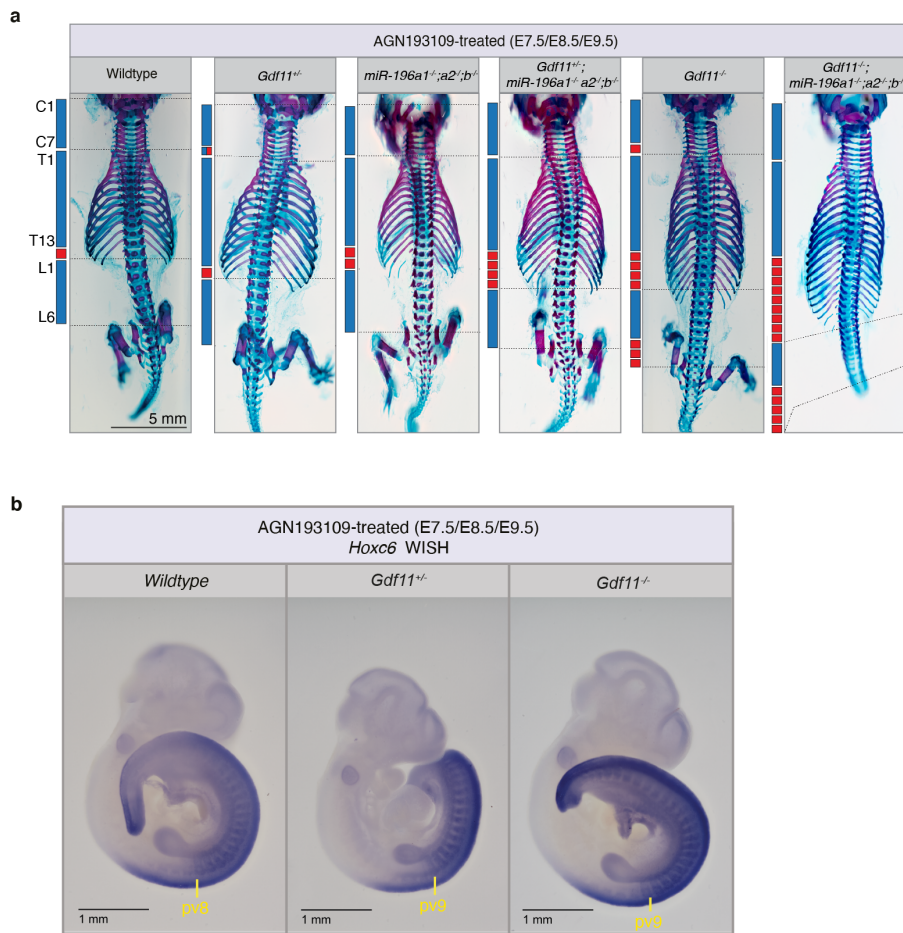 a
AGN193109-treated (E7.5/E8.5/E9.5)
Wildtype
Gdf11+/-
miR-196a1-/-;a2-/;b-/-
Gdf11+/-;
miR-196a1-/-a2-/;b-/-
Gdf11-/-
Gdf11-/-;
miR-196a1-/-;a2-/;b-/-
C1
C7
T1
T13
L1
L6
5 mm
b
AGN193109-treated (E7.5/E8.5/E9.5)
Hoxc6 WISH
Wildtype
Gdf11+/-
Gdf11-/-
pv8
1 mm
pv9
1 mm
pv9
1 mm